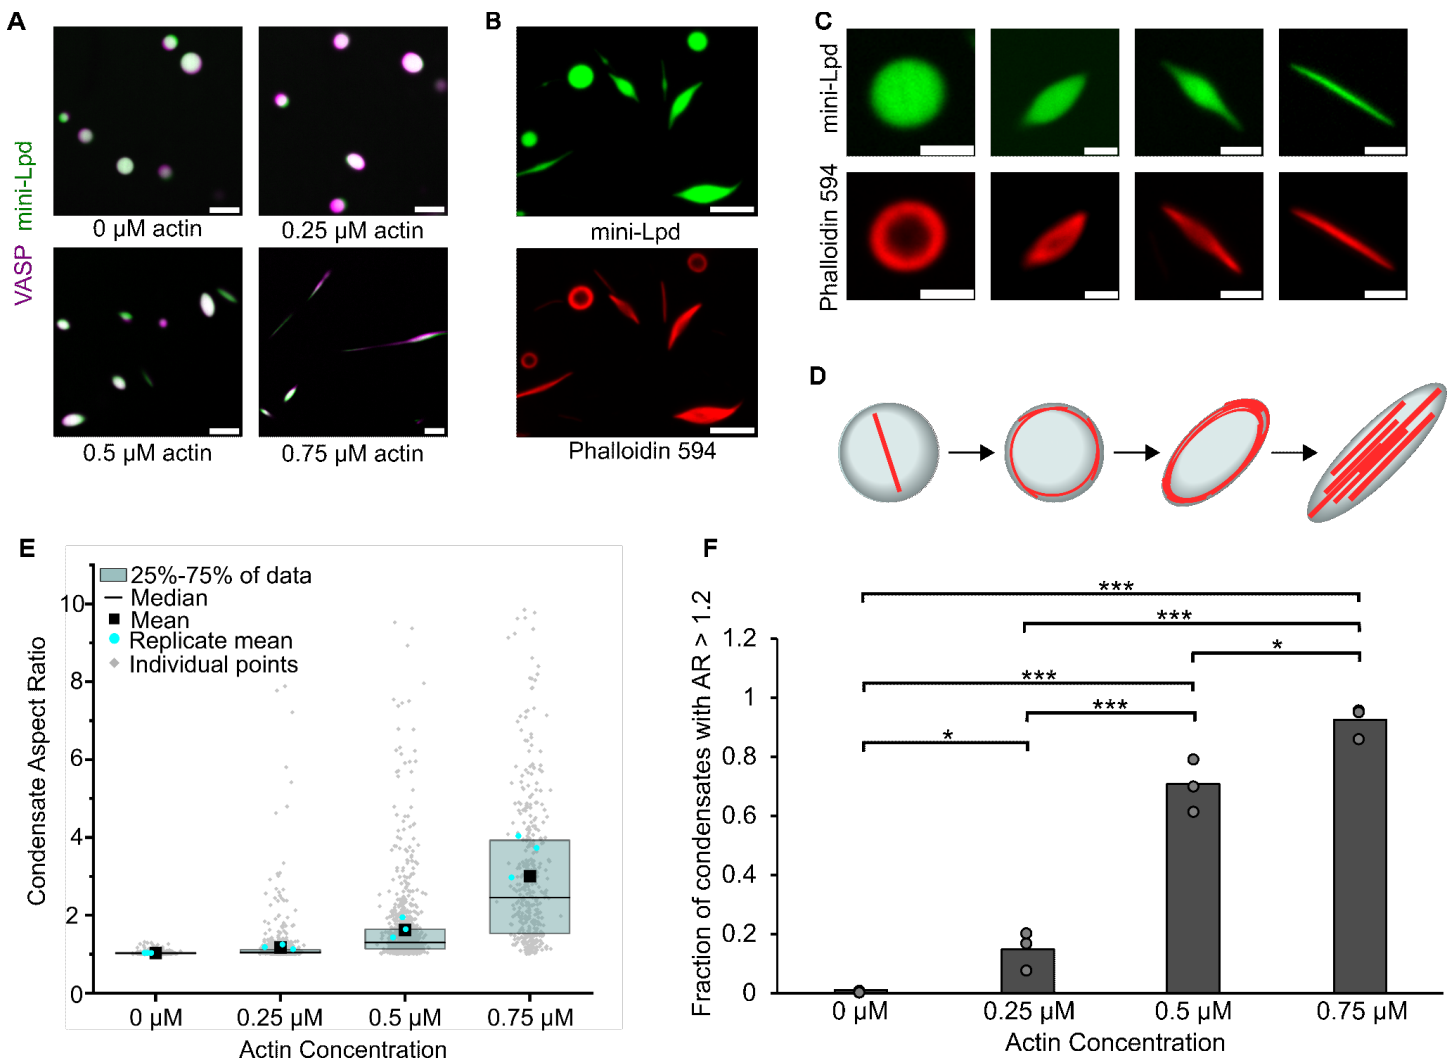 A
VASP mini-Lpd
0 µM actin
0.25 µM actin
0.5 µM actin
0.75 µM actin
B
mini-Lpd
Phalloidin 594
C
mini-Lpd
Phalloidin 594
D
E
Condensate Aspect Ratio
10
8
6
4
2
0
25%-75% of data
Median
Mean
Replicate mean
Individual points
0 µM
0.25 µM
0.5 µM
0.75 µM
Actin Concentration
F
Fraction of condensates with AR > 1.2
1.2
1
0.8
0.6
0.4
0.2
0
***
***
*
***
***
*
0 µM
0.25 µM
0.5 µM
0.75 µM
Actin Concentration